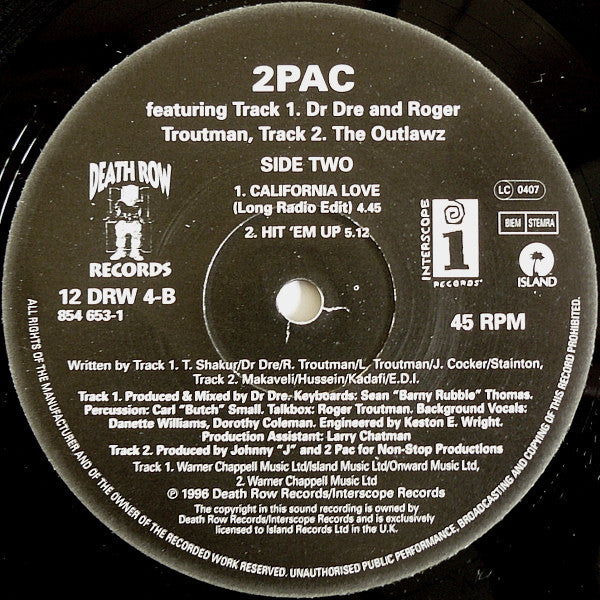 2PAC
featuring Track 1. Dr Dre and Roger
Troutman, Track 2. The Outlawz
SIDE TWO
1. CALIFORNIA LOVE
(Long Radio Edit) 4.45
2. HIT 'EM UP 5.12
DEATH ROW
RECORDS
12 DRW 4-B
854 653-1
INTERSCOPE
i
RECORDS
LC 0407
BIEM STEMRA
ISLAND
45 RPM
Written by Track 1. T. Shakur/Dr Dre/R. Troutman/L. Troutman/J. Cocker/Stainton,
Track 2. Makaveli/Hussein/Kadafi/E.D.I.
Track 1. Produced & Mixed by Dr Dre. Keyboards: Sean "Barny Rubble" Thomas.
Percussion: Carl "Butch" Small. Talkbox: Roger Troutman. Background Vocals:
Danette Williams, Dorothy Coleman. Engineered by Keston E. Wright.
Production Assistant: Larry Chatman
Track 2. Produced by Johnny "J" and 2 Pac for Non-Stop Productions
Track 1. Warner Chappell Music Ltd/Island Music Ltd/Onward Music Ltd,
2. Warner Chappell Music Ltd
℗ © 1996 Death Row Records/Interscope Records
The copyright in this sound recording is owned by
Death Row Records/Interscope Records and is exclusively
licensed to Island Records Ltd in the U.K.
ALL RIGHTS OF THE MANUFACTURER AND OF THE OWNER OF THE RECORDED WORK RESERVED. UNAUTHORISED PUBLIC PERFORMANCE, BROADCASTING AND COPYING OF THIS RECORD PROHIBITED.